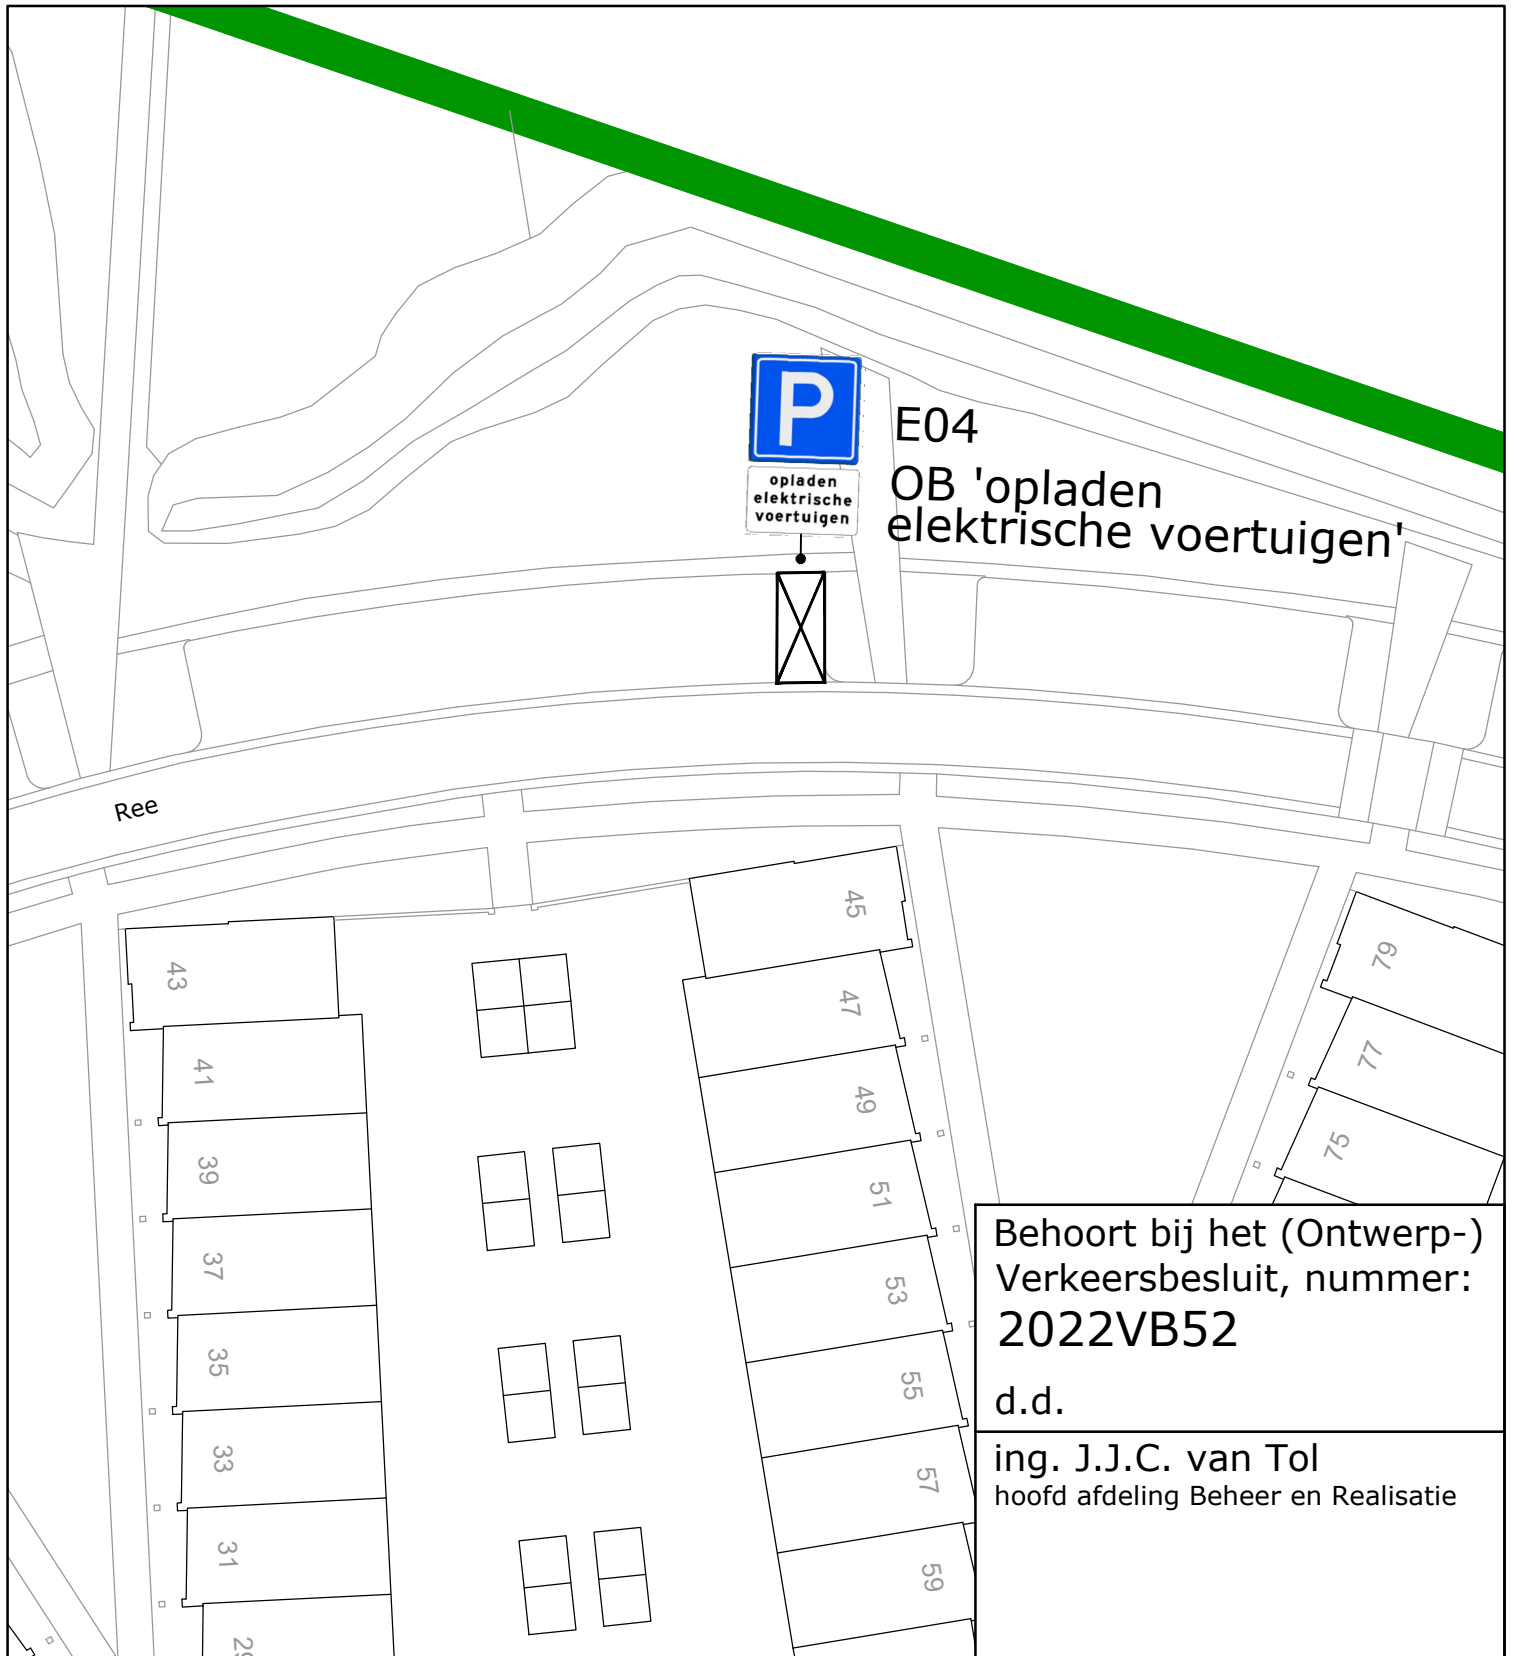 P
E04
OB 'opladen
elektrische voertuigen'
opladen
elektrische
voertuigen
Ree
45
43
79
47
41
77
49
39
75
51
37
53
35
55
33
57
31
59
29
Behoort bij het (Ontwerp-)
Verkeersbesluit, nummer:
2022VB52
d.d.
ing. J.J.C. van Tol
hoofd afdeling Beheer en Realisatie